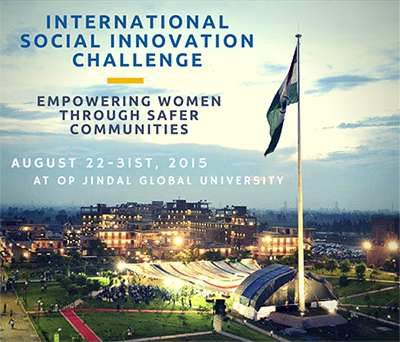 INTERNATIONAL
SOCIAL INNOVATION
CHALLENGE
EMPOWERING WOMEN
THROUGH SAFER
COMMUNITIES
AUGUST 22-31ST, 2015
AT OP JINDAL GLOBAL UNIVERSITY